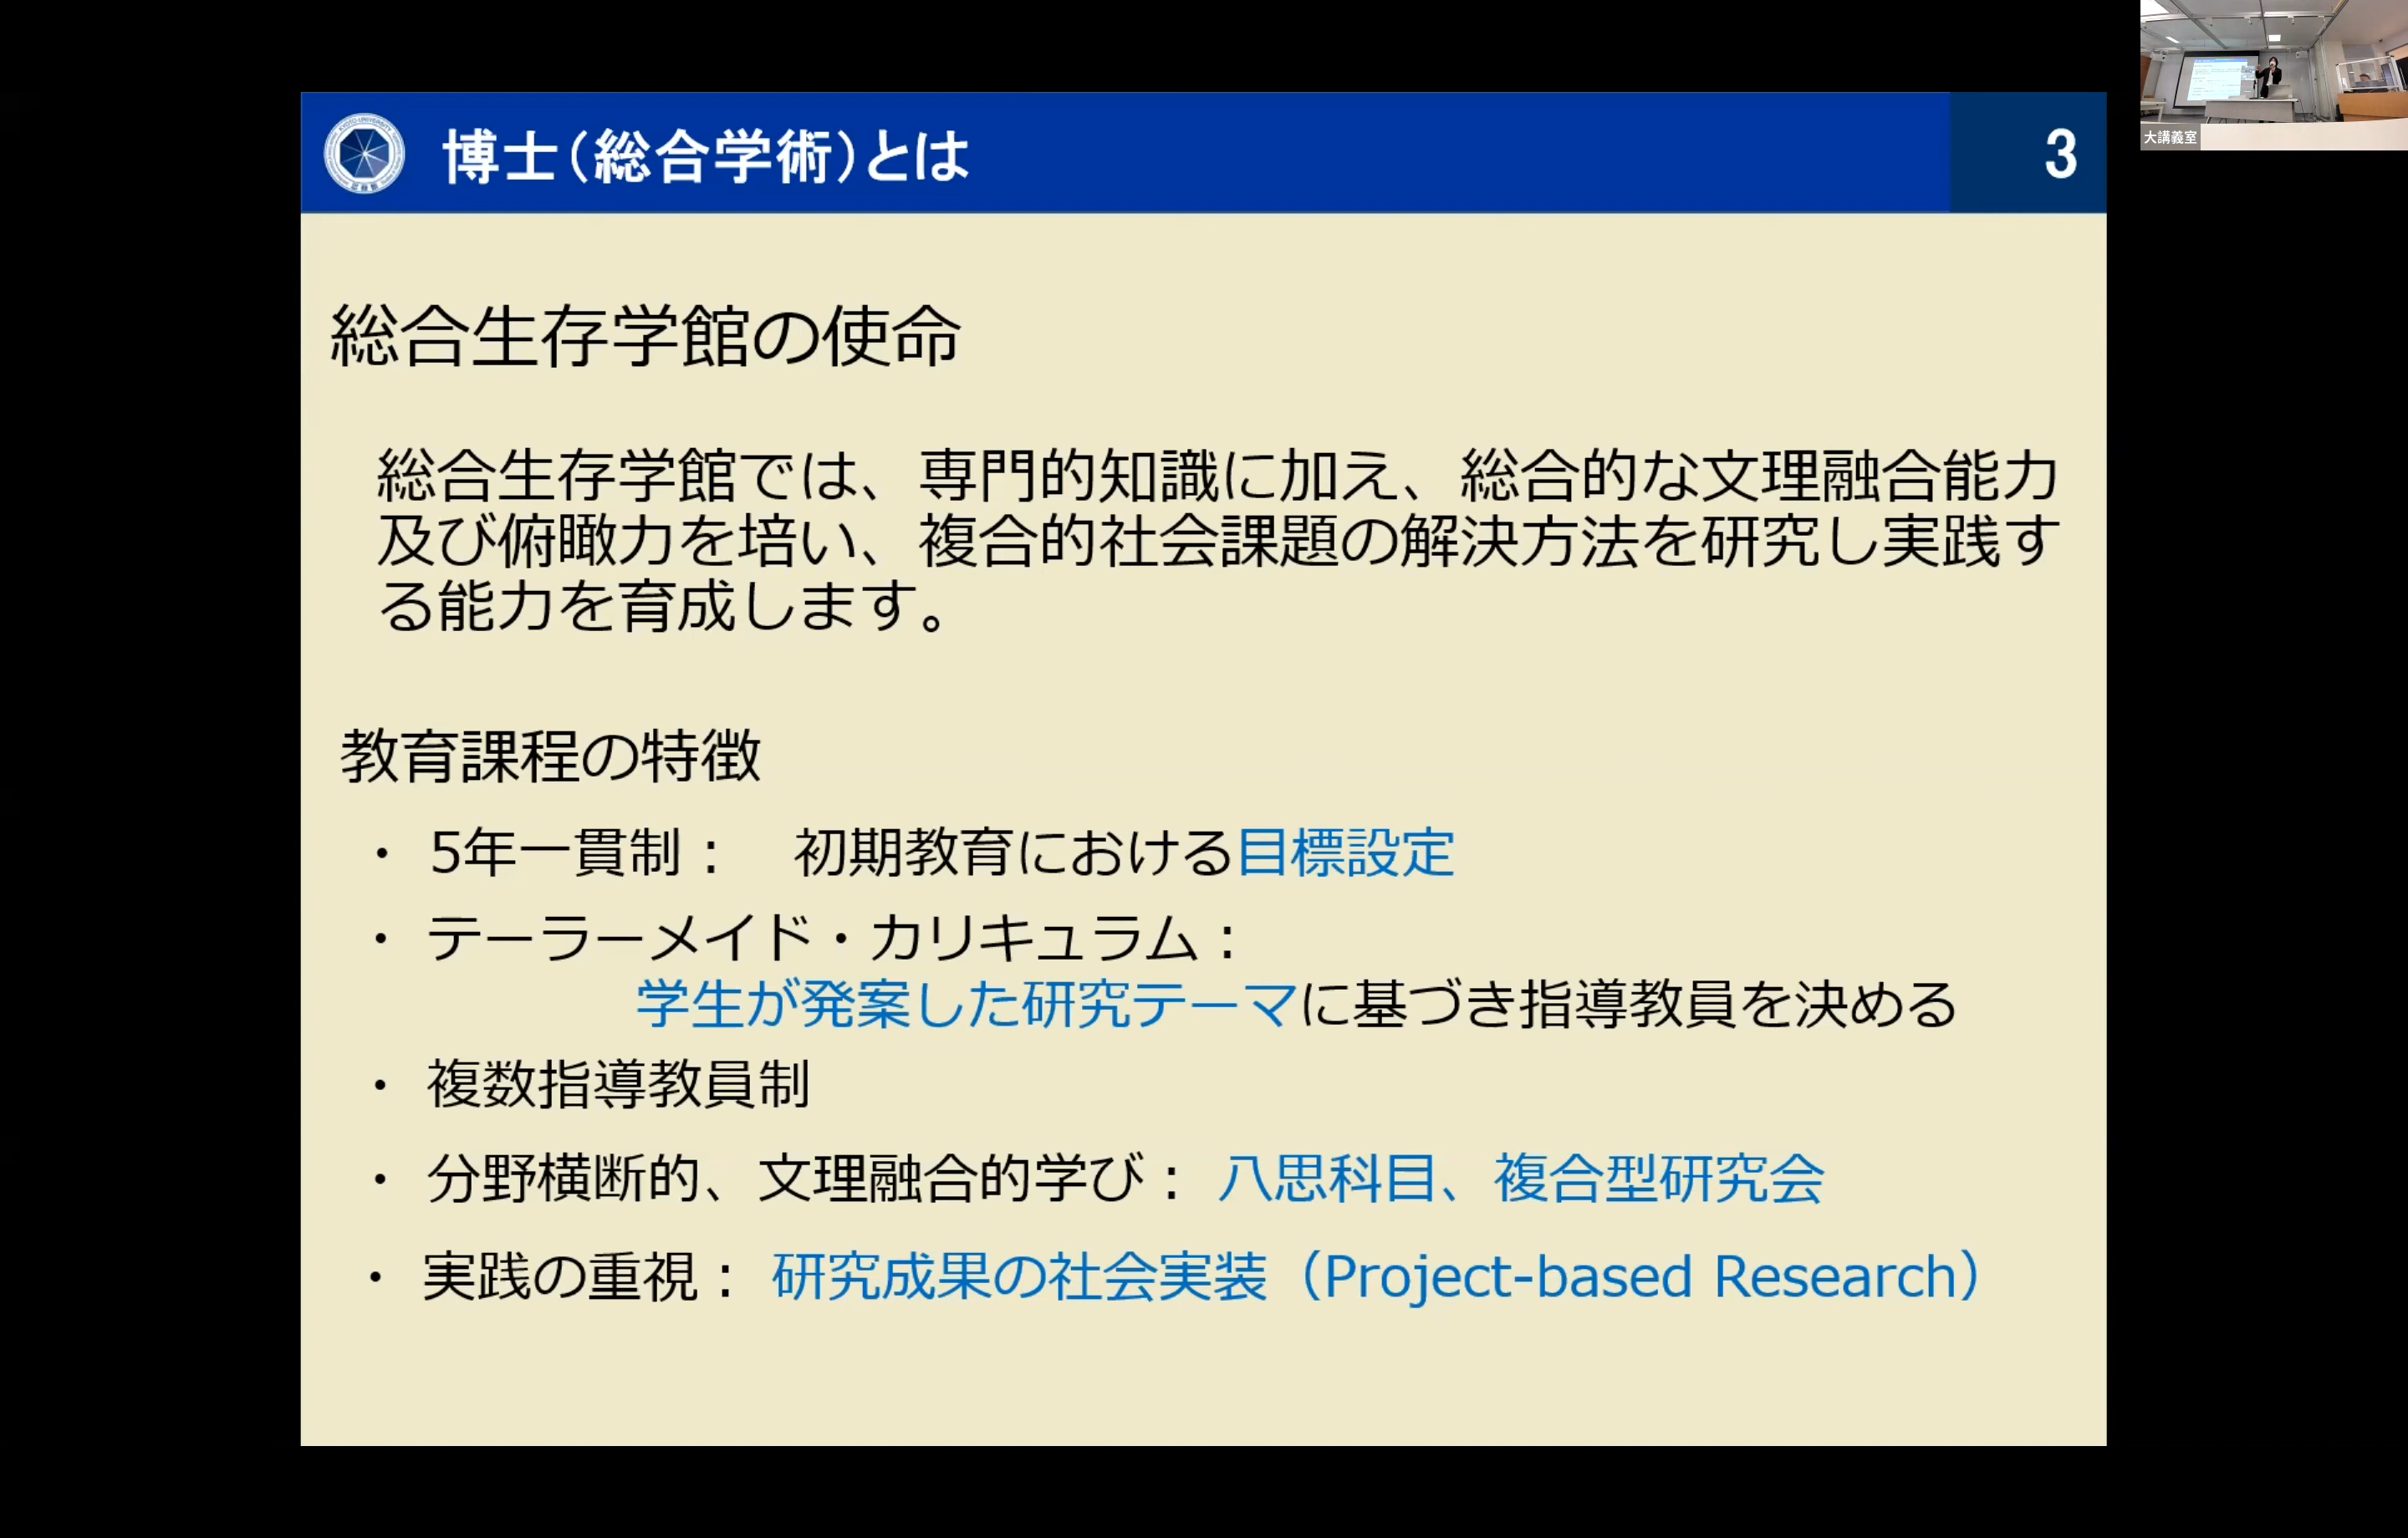 博士（総合学術）とは
3
大講義室
総合生存学館の使命
総合生存学館では、専門的知識に加え、総合的な文理融合能力
及び俯瞰力を培い、複合的社会課題の解決方法を研究し実践す
る能力を育成します。
教育課程の特徴
・ 5年一貫制：　初期教育における目標設定
・ テーラーメイド・カリキュラム：
学生が発案した研究テーマに基づき指導教員を決める
・ 複数指導教員制
・ 分野横断的、文理融合的学び： 八思科目、複合型研究会
・ 実践の重視： 研究成果の社会実装（Project-based Research）